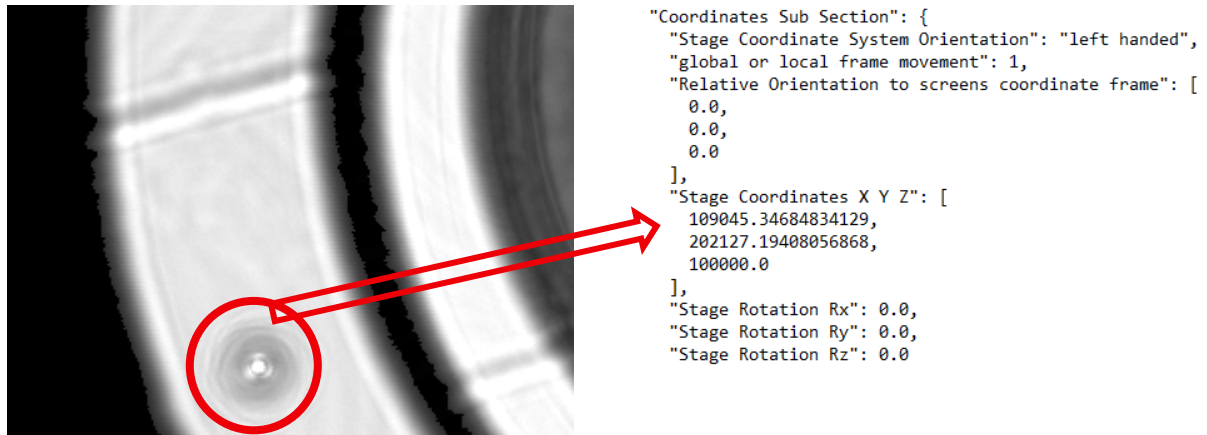 "Coordinates Sub Section": {
"Stage Coordinate System Orientation": "left handed",
"global or local frame movement": 1,
"Relative Orientation to screens coordinate frame": [
0.0,
0.0,
0.0
],
"Stage Coordinates X Y Z": [
109045.34684834129,
202127.19408056868,
100000.0
],
"Stage Rotation Rx": 0.0,
"Stage Rotation Ry": 0.0,
"Stage Rotation Rz": 0.0